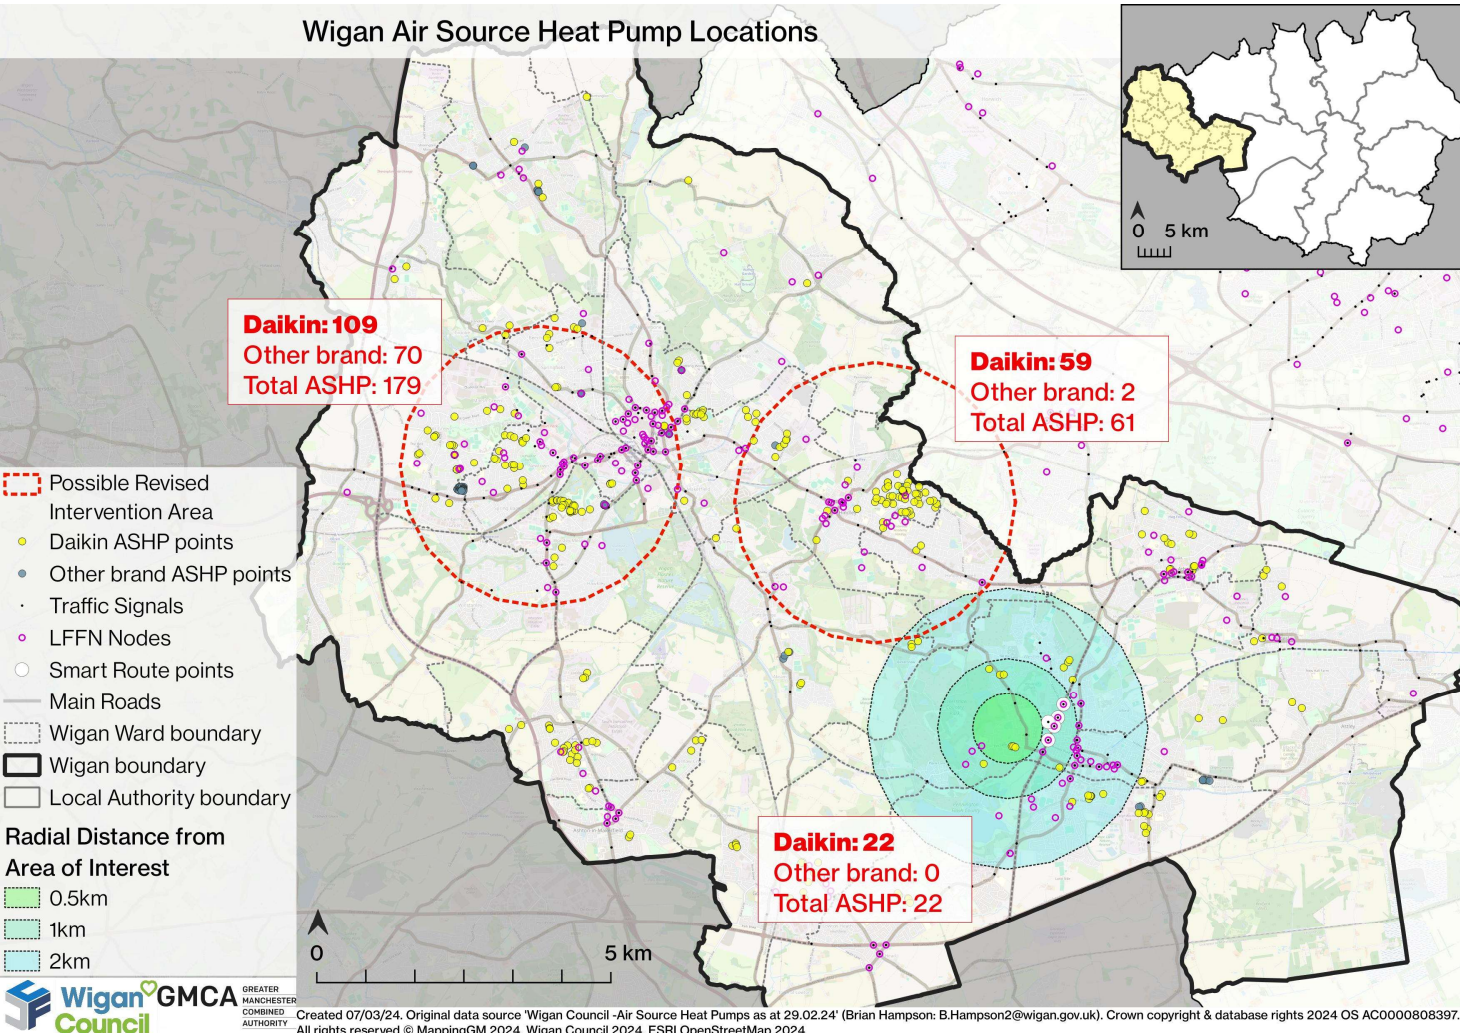 Wigan Air Source Heat Pump Locations
0 5 km
Daikin: 109
Other brand: 70
Total ASHP: 179
Daikin: 59
Other brand: 2
Total ASHP: 61
Possible Revised
Intervention Area
Daikin ASHP points
Other brand ASHP points
Traffic Signals
LFFN Nodes
Smart Route points
Main Roads
Wigan Ward boundary
Wigan boundary
Local Authority boundary
Radial Distance from
Area of Interest
0.5km
1km
2km
Daikin: 22
Other brand: 0
Total ASHP: 22
0 5 km
Wigan
Council
GMCA
GREATER
MANCHESTER
COMBINED
AUTHORITY
Created 07/03/24. Original data source 'Wigan Council -Air Source Heat Pumps as at 29.02.24' (Brian Hampson: B.Hampson2@wigan.gov.uk). Crown copyright & database rights 2024 OS AC0000808397.
All rights reserved © MappingGM 2024, Wigan Council 2024, ESRI OpenStreetMap 2024